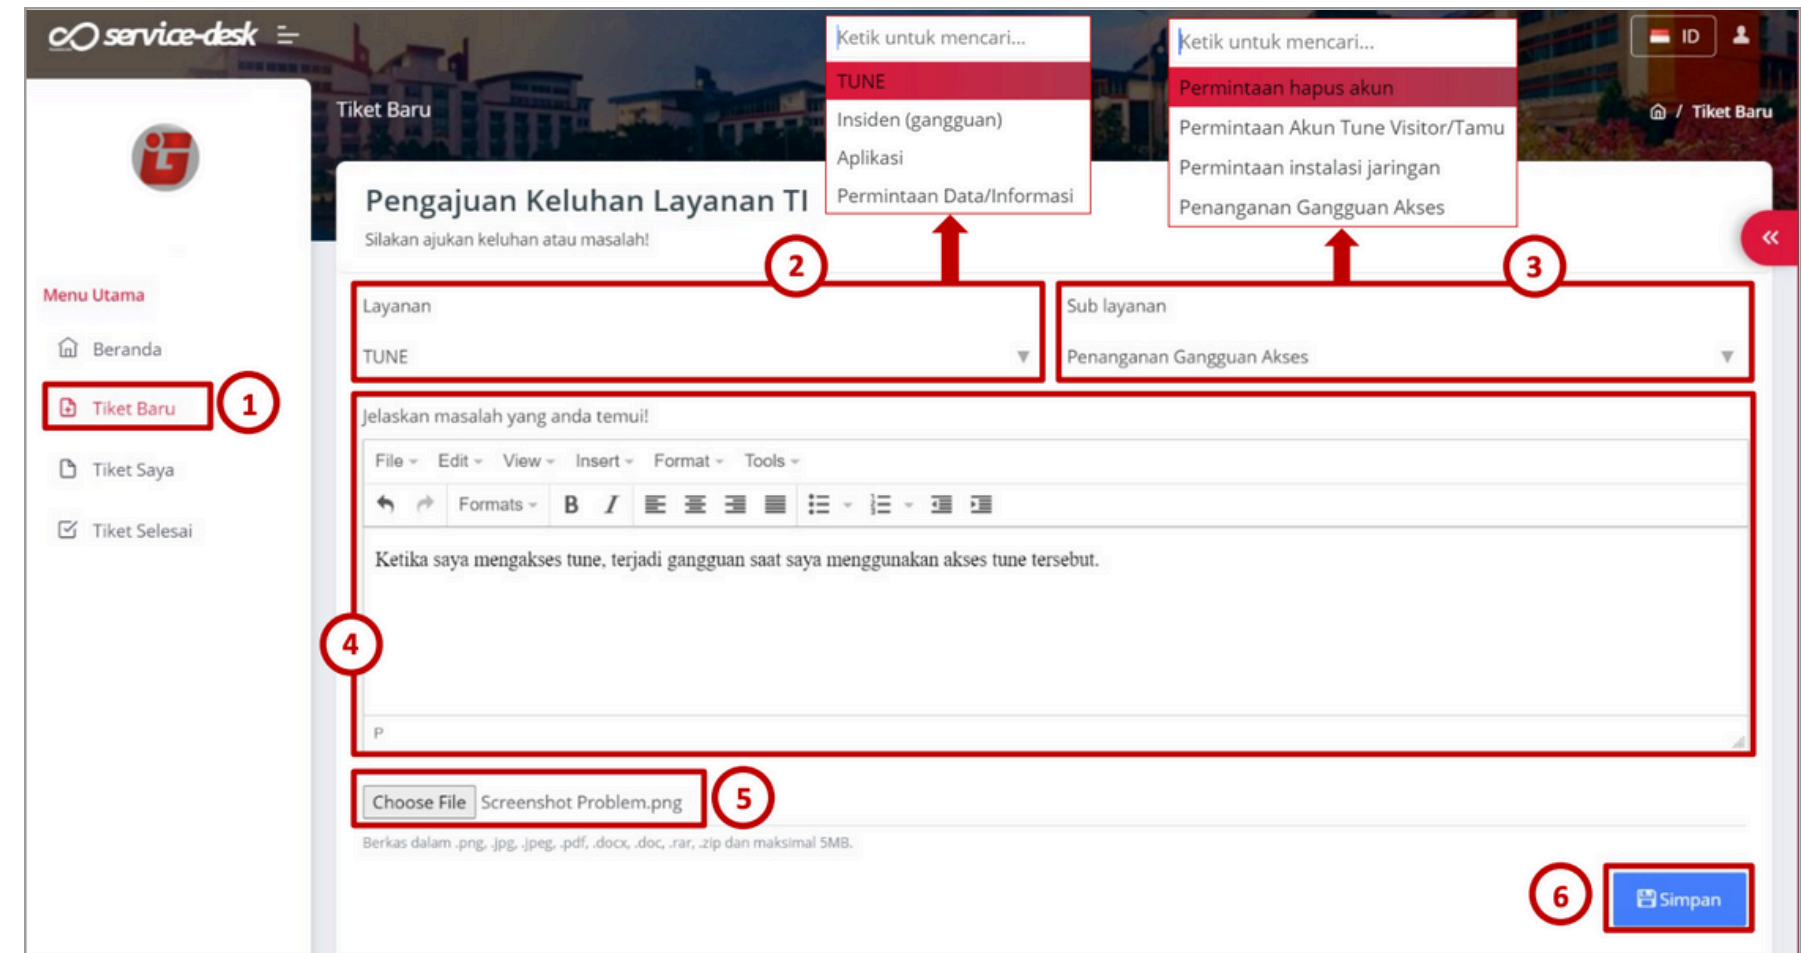 service-desk
Ketik untuk mencari...
TUNE
Insiden (gangguan)
Aplikasi
Permintaan Data/Informasi
Ketik untuk mencari...
Permintaan hapus akun
Permintaan Akun Tune Visitor/Tamu
Permintaan instalasi jaringan
Penanganan Gangguan Akses
ID
Tiket Baru
/ Tiket Baru
Pengajuan Keluhan Layanan TI
Silakan ajukan keluhan atau masalah!
2
3
Menu Utama
Beranda
Tiket Baru
1
Tiket Saya
Tiket Selesai
Layanan
TUNE
Sub layanan
Penanganan Gangguan Akses
Jelaskan masalah yang anda temui!
File Edit View Insert Format Tools
Formats B I
Ketika saya mengakses tune, terjadi gangguan saat saya menggunakan akses tune tersebut.
4
P
Choose File Screenshot Problem.png
5
Berkas dalam .png, .jpg, .jpeg, .pdf, .docx, .doc, .rar, .zip dan maksimal 5MB.
6
Simpan